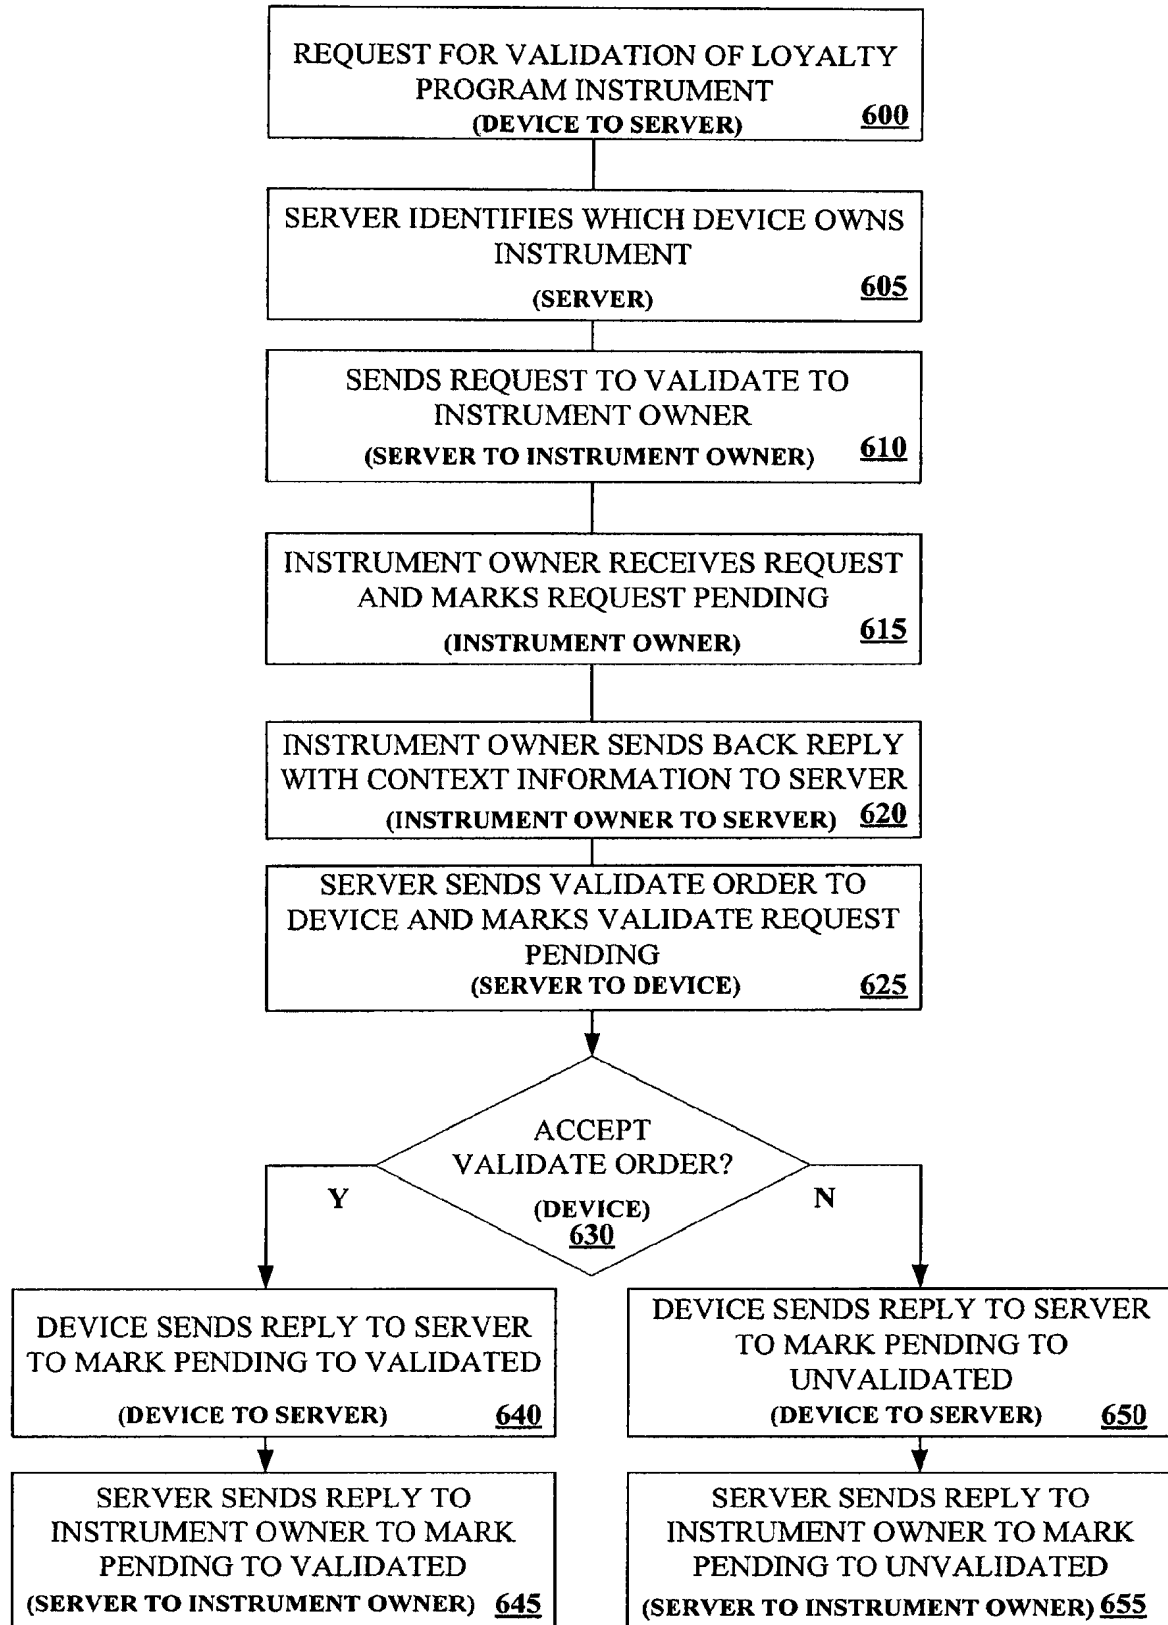 REQUEST FOR VALIDATION OF LOYALTY
PROGRAM INSTRUMENT
(DEVICE TO SERVER) 600
SERVER IDENTIFIES WHICH DEVICE OWNS
INSTRUMENT
(SERVER) 605
SENDS REQUEST TO VALIDATE TO
INSTRUMENT OWNER
(SERVER TO INSTRUMENT OWNER) 610
INSTRUMENT OWNER RECEIVES REQUEST
AND MARKS REQUEST PENDING
(INSTRUMENT OWNER) 615
INSTRUMENT OWNER SENDS BACK REPLY
WITH CONTEXT INFORMATION TO SERVER
(INSTRUMENT OWNER TO SERVER) 620
SERVER SENDS VALIDATE ORDER TO
DEVICE AND MARKS VALIDATE REQUEST
PENDING
(SERVER TO DEVICE) 625
ACCEPT
VALIDATE ORDER?
(DEVICE)
630
Y
N
DEVICE SENDS REPLY TO SERVER
TO MARK PENDING TO VALIDATED
(DEVICE TO SERVER) 640
DEVICE SENDS REPLY TO SERVER
TO MARK PENDING TO
UNVALIDATED
(DEVICE TO SERVER) 650
SERVER SENDS REPLY TO
INSTRUMENT OWNER TO MARK
PENDING TO VALIDATED
(SERVER TO INSTRUMENT OWNER) 645
SERVER SENDS REPLY TO
INSTRUMENT OWNER TO MARK
PENDING TO UNVALIDATED
(SERVER TO INSTRUMENT OWNER) 655